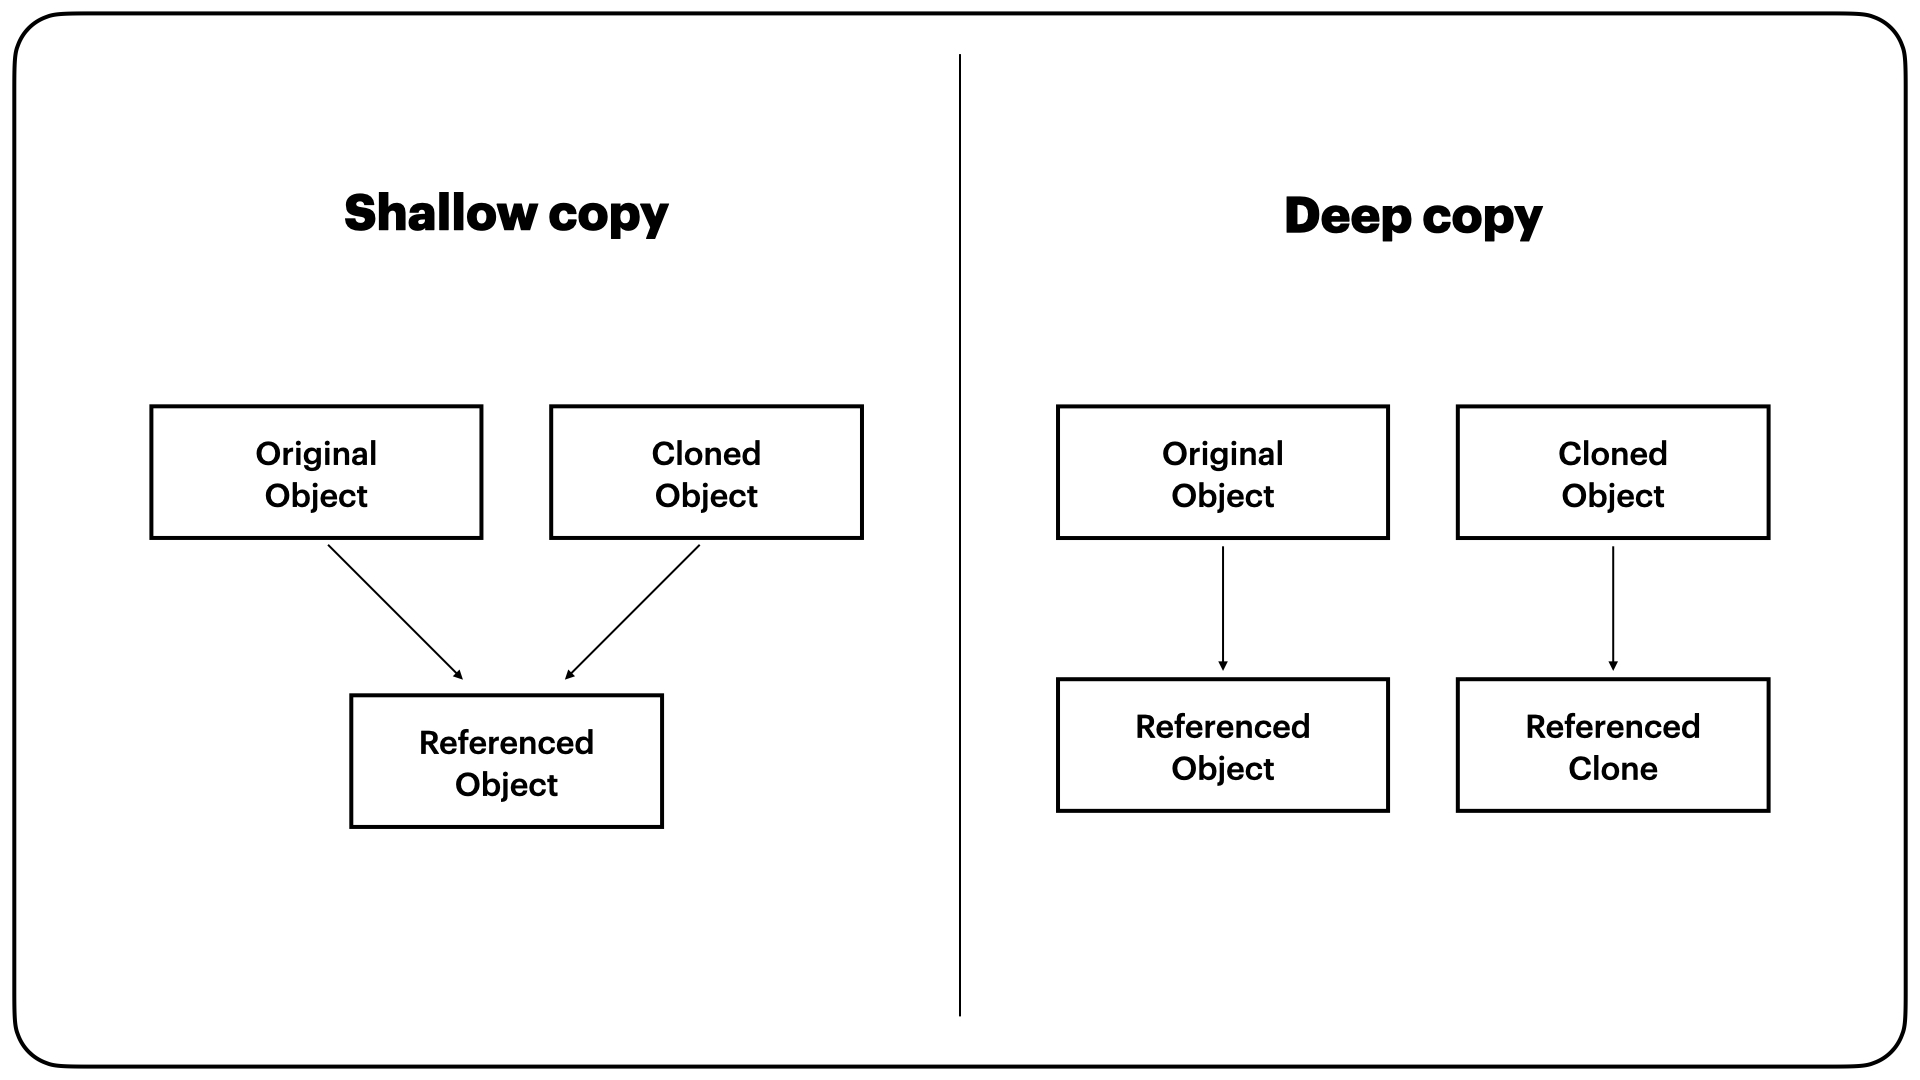 Shallow copy
Original
Object
Cloned
Object
Referenced
Object
Deep copy
Original
Object
Cloned
Object
Referenced
Object
Referenced
Clone